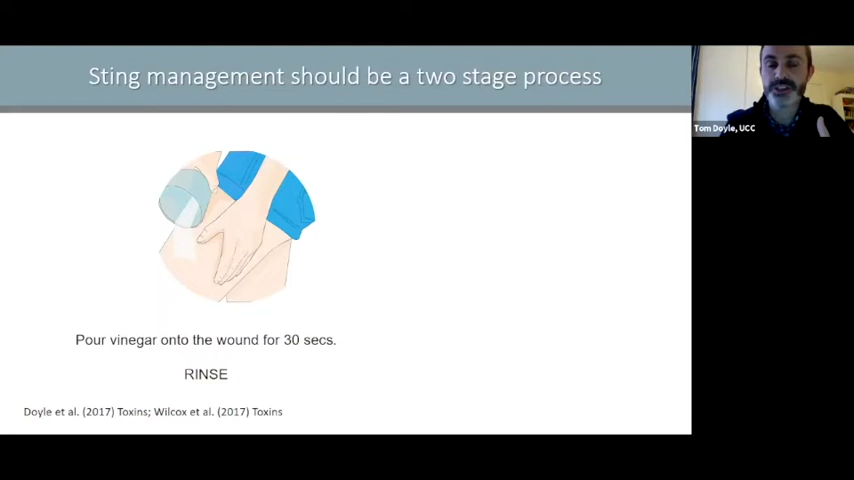 Sting management should be a two stage process
Tom Doyle, UCC
Pour vinegar onto the wound for 30 secs.
RINSE
Doyle et al. (2017) Toxins; Wilcox et al. (2017) Toxins